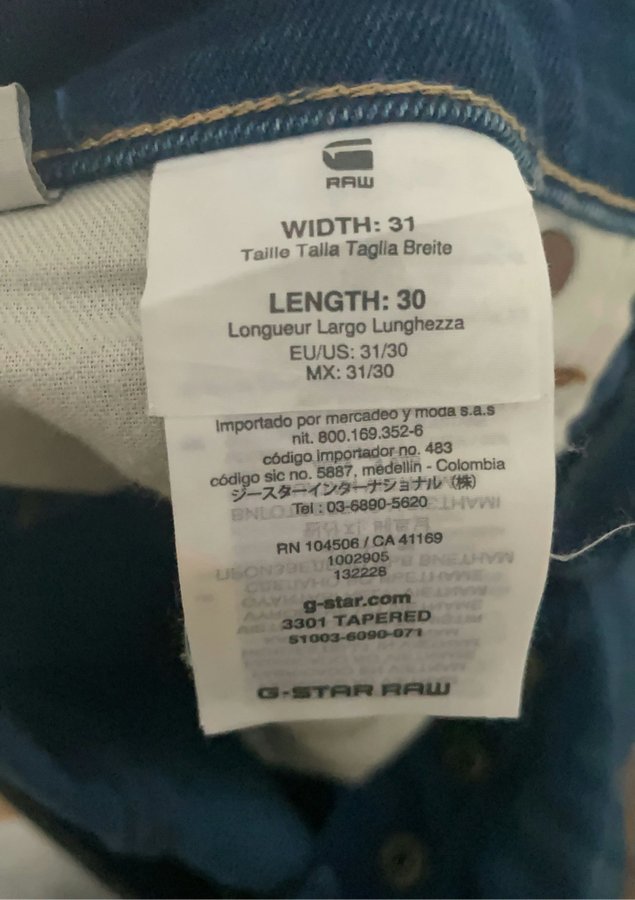 RAW
WIDTH: 31
Taille Talla Taglia Breite
LENGTH: 30
Longueur Largo Lunghezza
EU/US: 31/30
MX: 31/30
Importado por mercadeo y moda s.a.s
nit. 800.169.352-6
código importador no. 483
código sic no. 5887, medellin - Colombia
ジースターインターナショナル (株)
Tel : 03-6890-5620
RN 104506 / CA 41169
1002905
132228
g-star.com
3301 TAPERED
51003-6090-071
G-STAR RAW